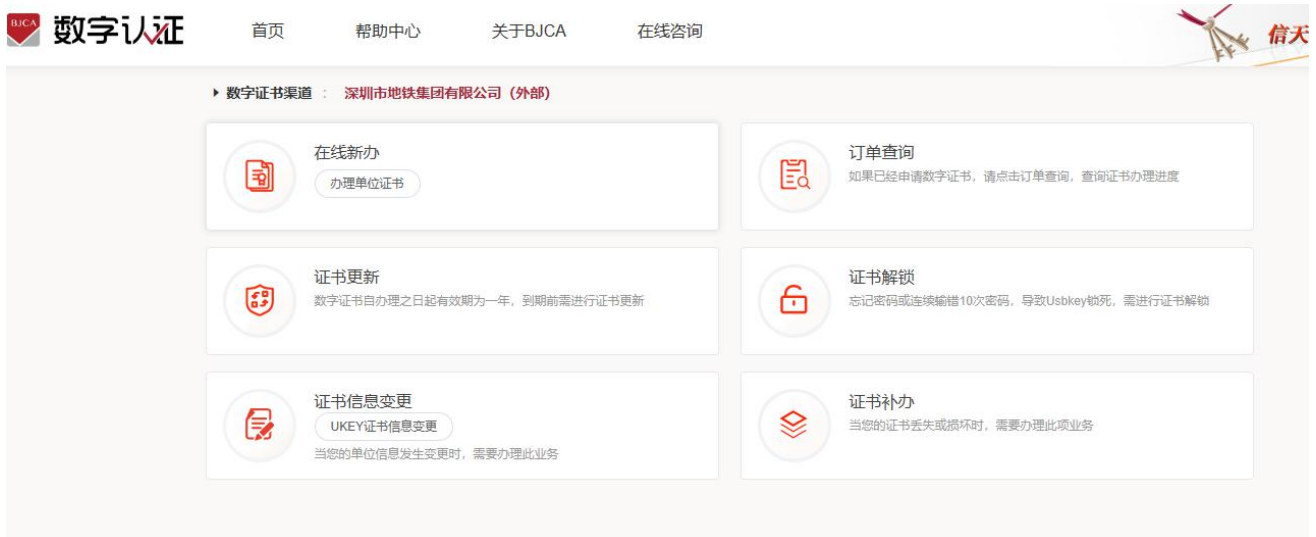 BJCA 数字认证 首页 帮助中心 关于BJCA 在线咨询 信天
数字证书渠道 : 深圳市地铁集团有限公司（外部）
在线新办
办理单位证书
订单查询
如果已经申请数字证书，请点击订单查询，查询证书办理进度
证书更新
数字证书自办理之日起有效期为一年，到期前需进行证书更新
证书解锁
忘记密码或连续输错10次密码，导致Usbkey锁死，需进行证书解锁
证书信息变更
UKEY证书信息变更
当您的单位信息发生变更时，需要办理此业务
证书补办
当您的证书丢失或损坏时，需要办理此项业务